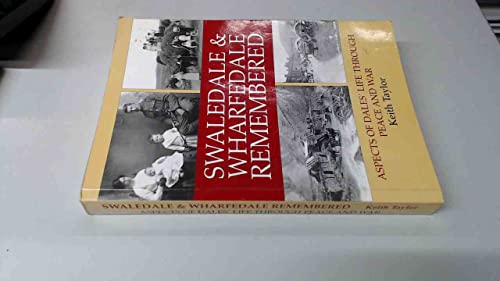 SWALEDALE &
WHARFEDALE
REMEMBERED
ASPECTS OF DALES' LIFE THROUGH
PEACE AND WAR
Keith Taylor
SWALEDALE & WHARFEDALE REMEMBERED Keith Taylor
ASPECTS OF DALES' LIFE THROUGH PEACE AND WAR